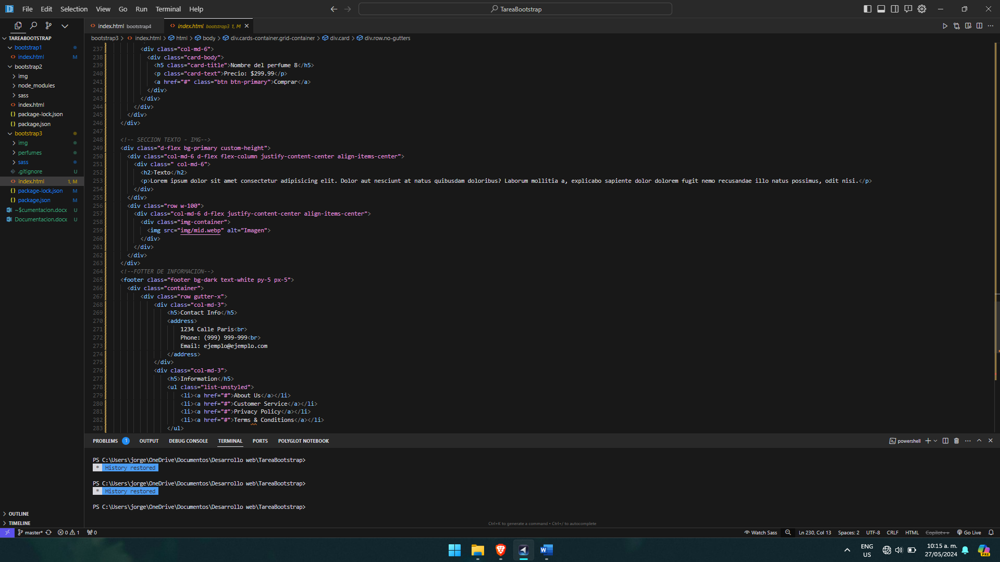 File Edit Selection View Go Run Terminal Help
TareaBootstrap
index.html bootstrap4
index.html bootstrap3 1, M
TAREABOOTSTRAP
bootstrap1
index.html M
bootstrap2
img
node_modules
sass
index.html
package-lock.json
package.json
bootstrap3
img
perfumes
sass
.gitignore U
index.html 1, M
package-lock.json M
package.json M
~$cumentacion.docx U
Documentacion.docx U
OUTLINE
TIMELINE
bootstrap3 > index.html > html > body > div.cards-container.grid-container > div.card > div.row.no-gutters
237 <div class="col-md-6">
238 <div class="card-body">
239 <h5 class="card-title">Nombre del perfume 8</h5>
240 <p class="card-text">Precio: $299.99</p>
241 <a href="#" class="btn btn-primary">Comprar</a>
242 </div>
243 </div>
244 </div>
245 </div>
246 </div>
247
248 <!-- SECCION TEXTO - IMG-->
249 <div class="d-flex bg-primary custom-height">
250 <div class="col-md-6 d-flex flex-column justify-content-center align-items-center">
251 <div class=" col-md-6">
252 <h2>Texto</h2>
253 <p>Lorem ipsum dolor sit amet consectetur adipisicing elit. Dolor aut nesciunt at natus quibusdam doloribus? Laborum mollitia a, explicabo sapiente dolor dolorem fugit nemo recusandae illo natus possimus, odit nisi.</p>
254 </div>
255 </div>
256 <div class="row w-100">
257 <div class="col-md-6 d-flex justify-content-center align-items-center">
258 <div class="img-container">
259 <img src="img/mid.webp" alt="Imagen">
260 </div>
261 </div>
262 </div>
263 </div>
264 <!--FOTTER DE INFORMACION-->
265 <footer class="footer bg-dark text-white py-5 px-5">
266 <div class="container">
267 <div class="row gutter-x">
268 <div class="col-md-3">
269 <h5>Contact Info</h5>
270 <address>
271 1234 Calle Paris<br>
272 Phone: (999) 999-999<br>
273 Email: ejemplo@ejemplo.com
274 </address>
275 </div>
276 <div class="col-md-3">
277 <h5>Information</h5>
278 <ul class="list-unstyled">
279 <li><a href="#">About Us</a></li>
280 <li><a href="#">Customer Service</a></li>
281 <li><a href="#">Privacy Policy</a></li>
282 <li><a href="#">Terms & Conditions</a></li>
283 </ul>
PROBLEMS 1 OUTPUT DEBUG CONSOLE TERMINAL PORTS POLYGLOT NOTEBOOK
powershell
PS C:\Users\jorge\OneDrive\Documentos\Desarrollo web\TareaBootstrap>
* History restored
PS C:\Users\jorge\OneDrive\Documentos\Desarrollo web\TareaBootstrap>
* History restored
PS C:\Users\jorge\OneDrive\Documentos\Desarrollo web\TareaBootstrap>
Ctrl+K to generate a command • Ctrl+/ to autocomplete
master* 0 1 0
Watch Sass Ln 230, Col 13 Spaces: 2 UTF-8 CRLF HTML Copilot++ Go Live
ENG
US
10:15 a. m.
27/05/2024
PRE